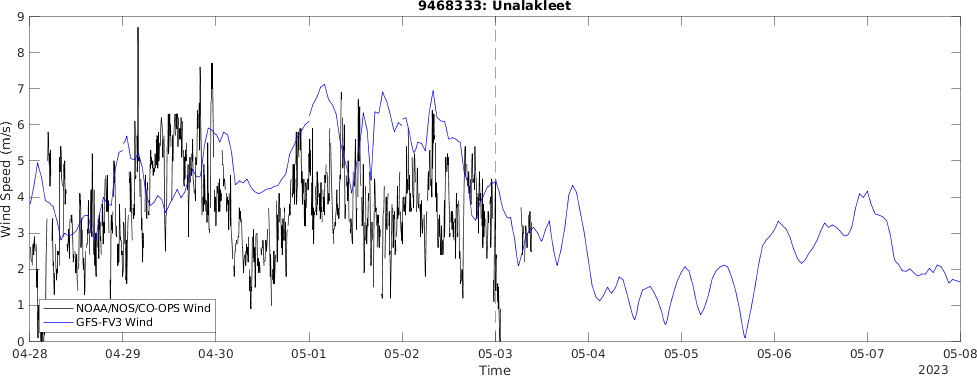 9468333: Unalakleet
9
8
7
6
5
4
3
2
1
0
Wind Speed (m/s)
NOAA/NOS/CO-OPS Wind
GFS-FV3 Wind
04-28 04-29 04-30 05-01 05-02 05-03 05-04 05-05 05-06 05-07 05-08
Time
2023